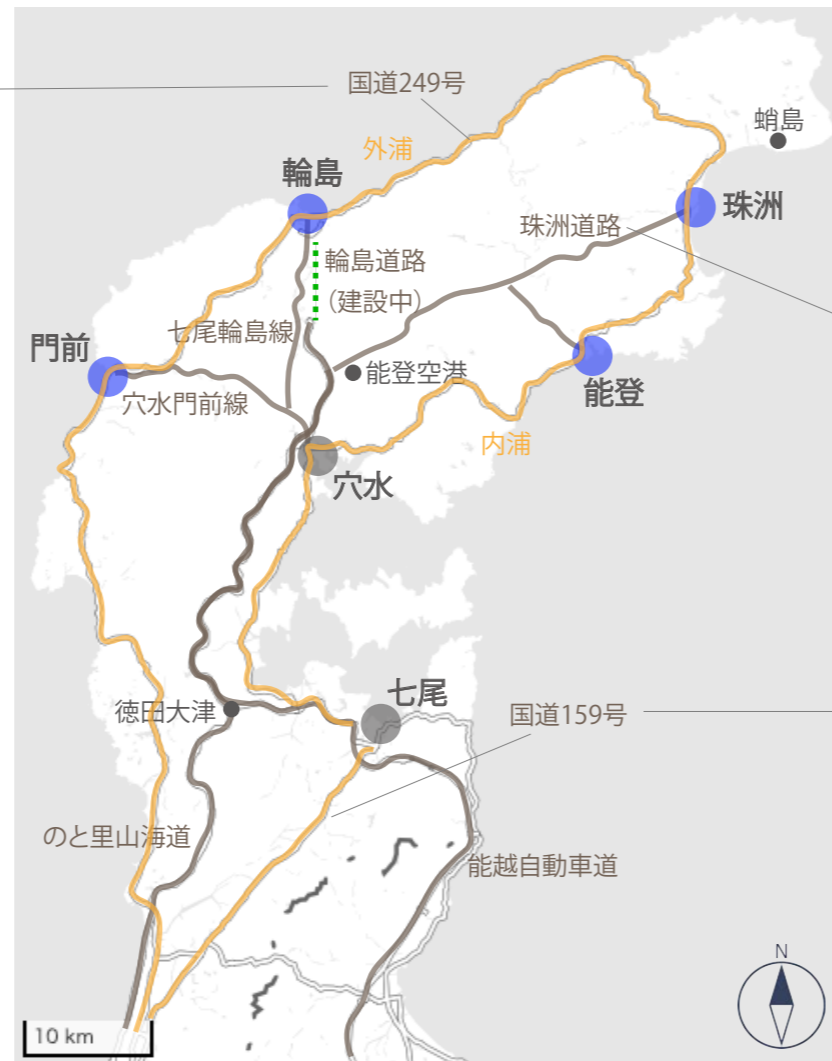 国道249号
蛸島
外浦
輪島
珠洲
珠洲道路
輪島道路
(建設中)
七尾輪島線
門前
能登空港
穴水門前線
能登
内浦
穴水
七尾
徳田大津
国道159号
のと里山海道
能越自動車道
N
10 km